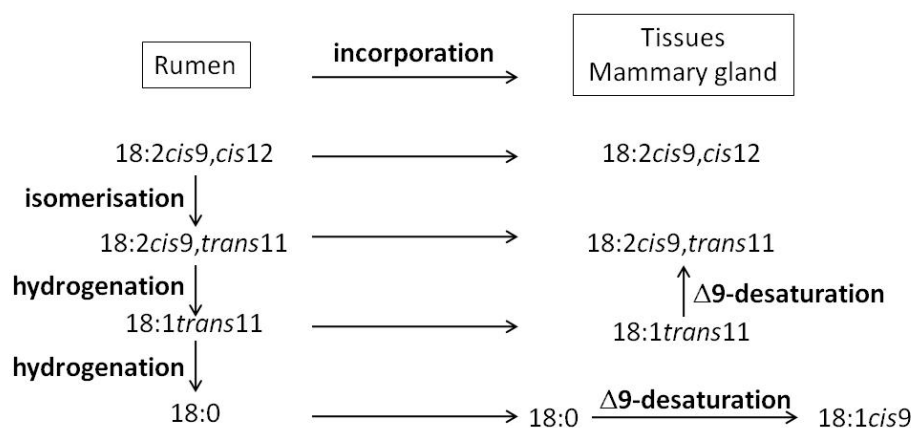 Rumen
incorporation
Tissues
Mammary gland
18:2cis9,cis12
18:2cis9,cis12
isomerisation
18:2cis9,trans11
18:2cis9,trans11
hydrogenation
Δ9-desaturation
18:1trans11
18:1trans11
hydrogenation
18:0
18:0
Δ9-desaturation
18:1cis9